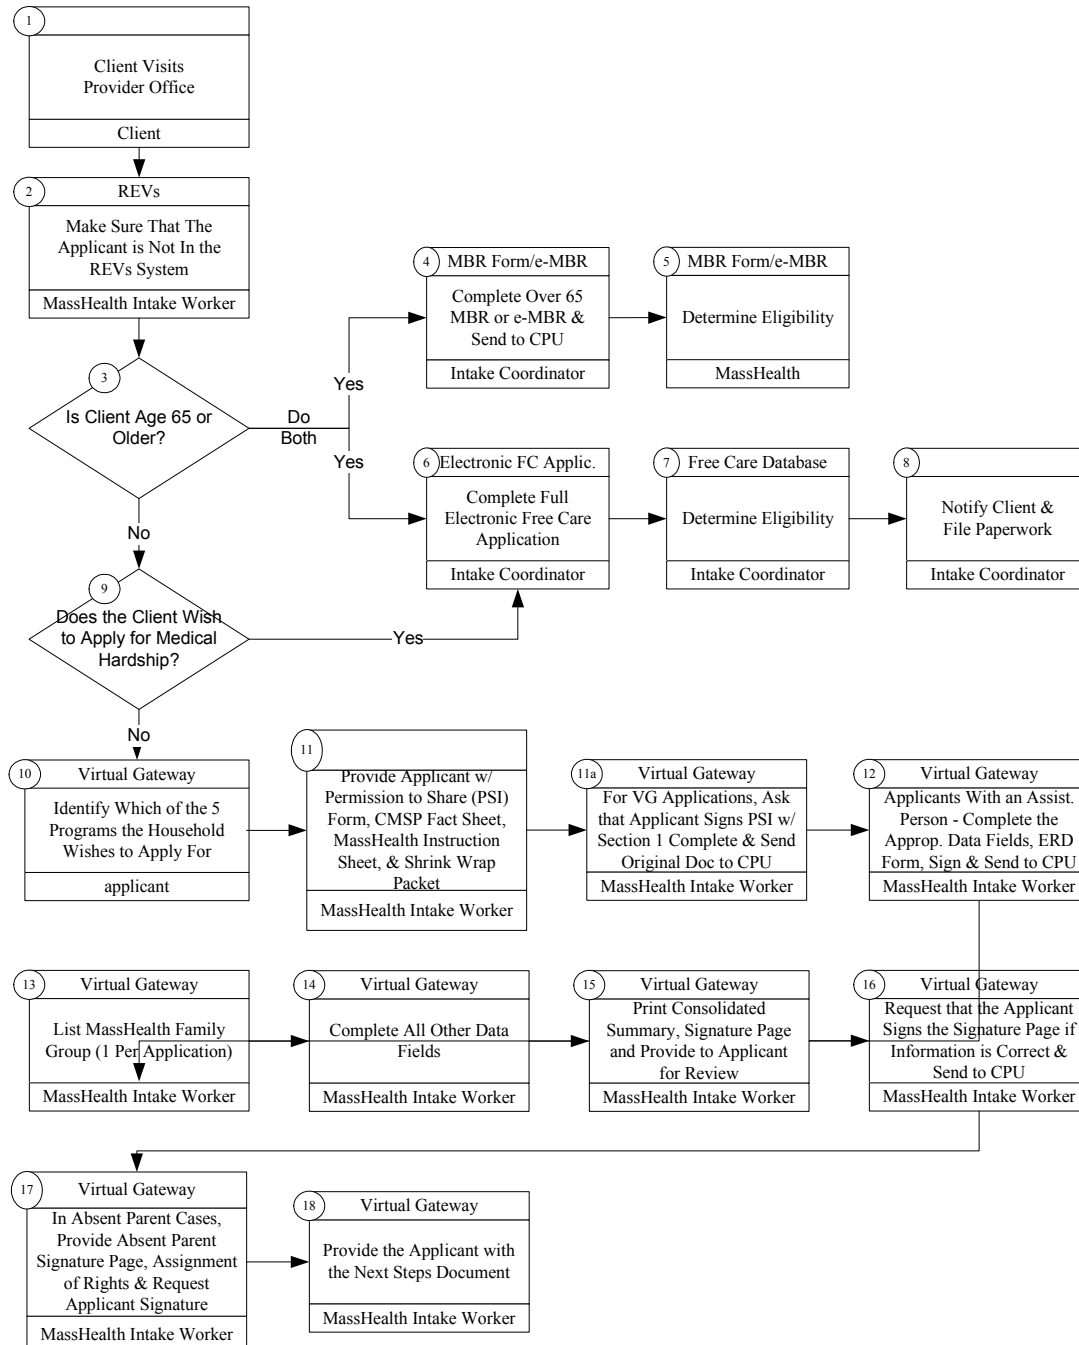 1
Client Visits
Provider Office
Client
2
REVs
Make Sure That The
Applicant is Not In the
REVs System
MassHealth Intake Worker
3
Is Client Age 65 or
Older?
Do
Both
Yes
Yes
No
4
MBR Form/e-MBR
Complete Over 65
MBR or e-MBR &
Send to CPU
Intake Coordinator
5
MBR Form/e-MBR
Determine Eligibility
MassHealth
6
Electronic FC Applic.
Complete Full
Electronic Free Care
Application
Intake Coordinator
7
Free Care Database
Determine Eligibility
Intake Coordinator
8
Notify Client &
File Paperwork
Intake Coordinator
9
Does the Client Wish
to Apply for Medical
Hardship?
Yes
No
10
Virtual Gateway
Identify Which of the 5
Programs the Household
Wishes to Apply For
applicant
11
Provide Applicant w/
Permission to Share (PSI)
Form, CMSP Fact Sheet,
MassHealth Instruction
Sheet, & Shrink Wrap
Packet
MassHealth Intake Worker
11a
Virtual Gateway
For VG Applications, Ask
that Applicant Signs PSI w/
Section 1 Complete & Send
Original Doc to CPU
MassHealth Intake Worker
12
Virtual Gateway
Applicants With an Assist.
Person - Complete the
Approp. Data Fields, ERD
Form, Sign & Send to CPU
MassHealth Intake Worker
13
Virtual Gateway
List MassHealth Family
Group (1 Per Application)
MassHealth Intake Worker
14
Virtual Gateway
Complete All Other Data
Fields
MassHealth Intake Worker
15
Virtual Gateway
Print Consolidated
Summary, Signature Page
and Provide to Applicant
for Review
MassHealth Intake Worker
16
Virtual Gateway
Request that the Applicant
Signs the Signature Page if
Information is Correct &
Send to CPU
MassHealth Intake Worker
17
Virtual Gateway
In Absent Parent Cases,
Provide Absent Parent
Signature Page, Assignment
of Rights & Request
Applicant Signature
MassHealth Intake Worker
18
Virtual Gateway
Provide the Applicant with
the Next Steps Document
MassHealth Intake Worker